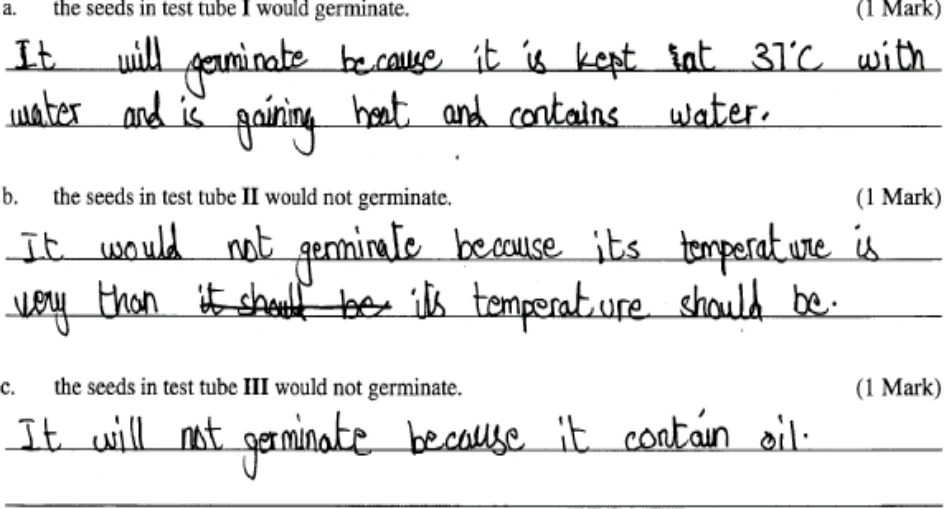 a. the seeds in test tube I would germinate. (1 Mark)
It will germinate because it is kept at 37°C with
water and is gaining heat and contains water.
b. the seeds in test tube II would not germinate. (1 Mark)
It would not germinate because its temperature is
very than it should be its temperature should be.
c. the seeds in test tube III would not germinate. (1 Mark)
It will not germinate because it contain oil.